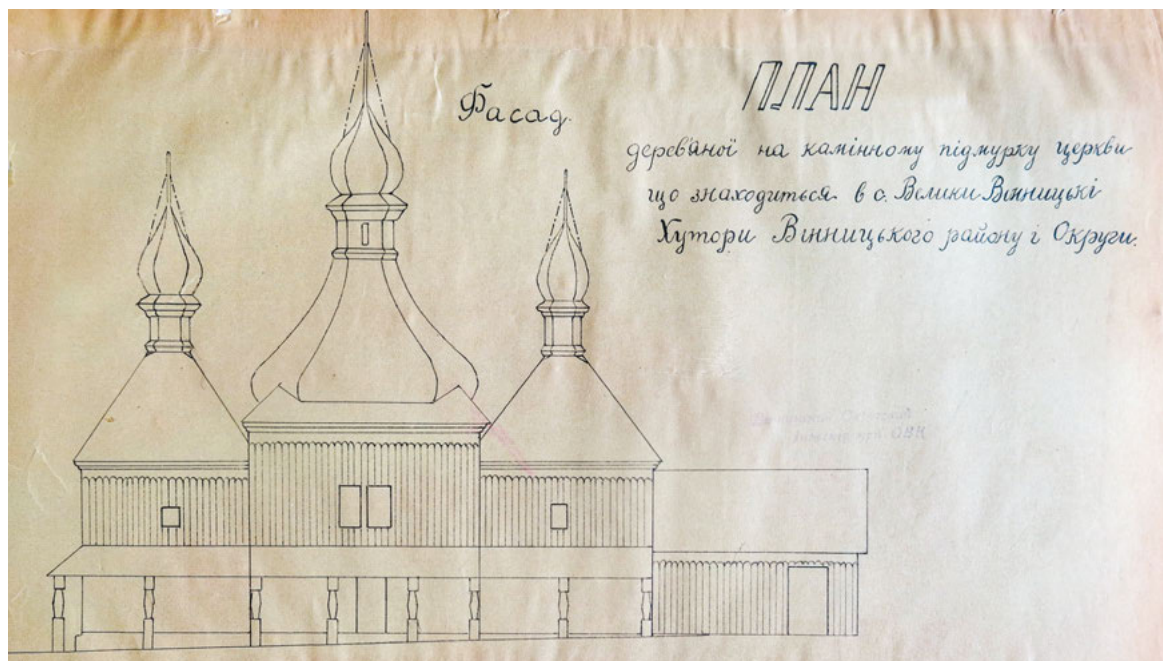 Фасад.
ПЛАН
дерев'яної на камінному підмурку церкви
що знаходиться в с. Велики Вінницькі
Хутори Вінницького району і Округи.